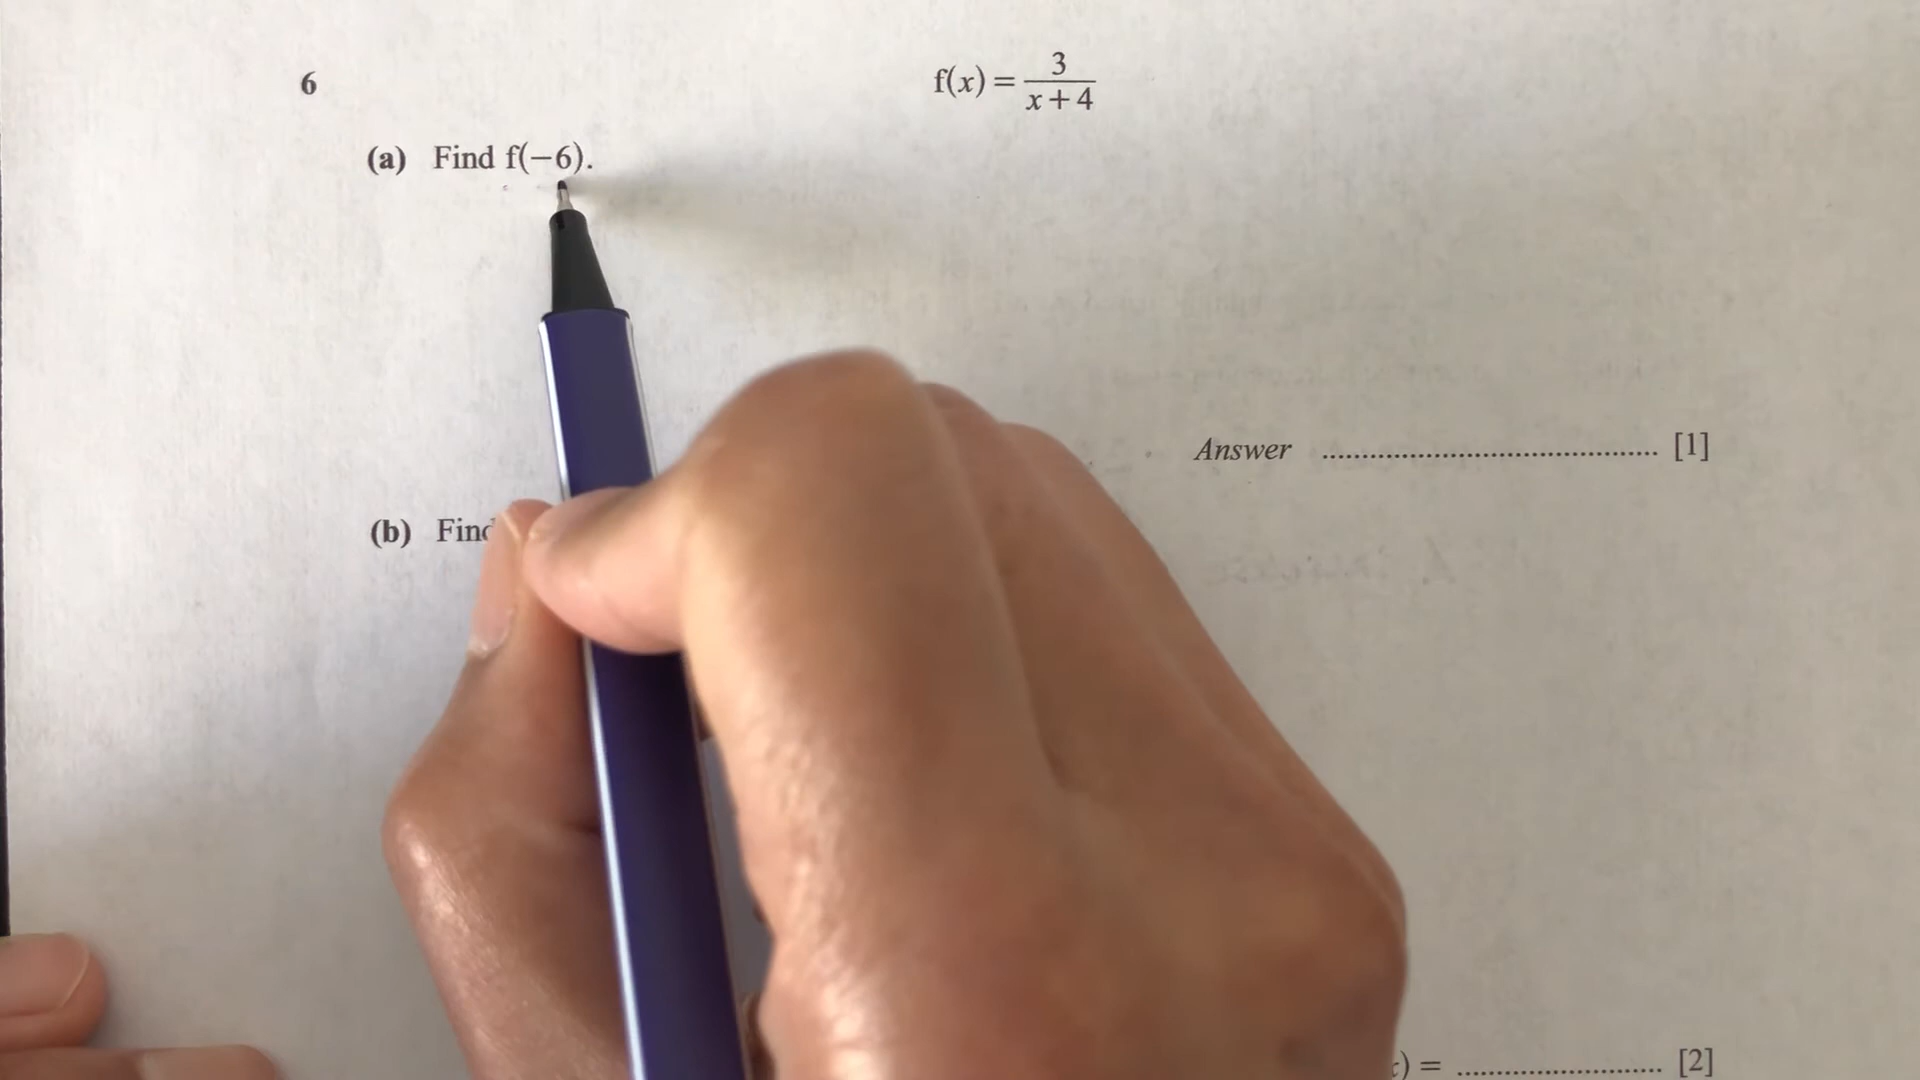 6
f(x) = 3/(x + 4)
(a) Find f(−6).
Answer ........................................ [1]
(b) Find
) = ........................ [2]